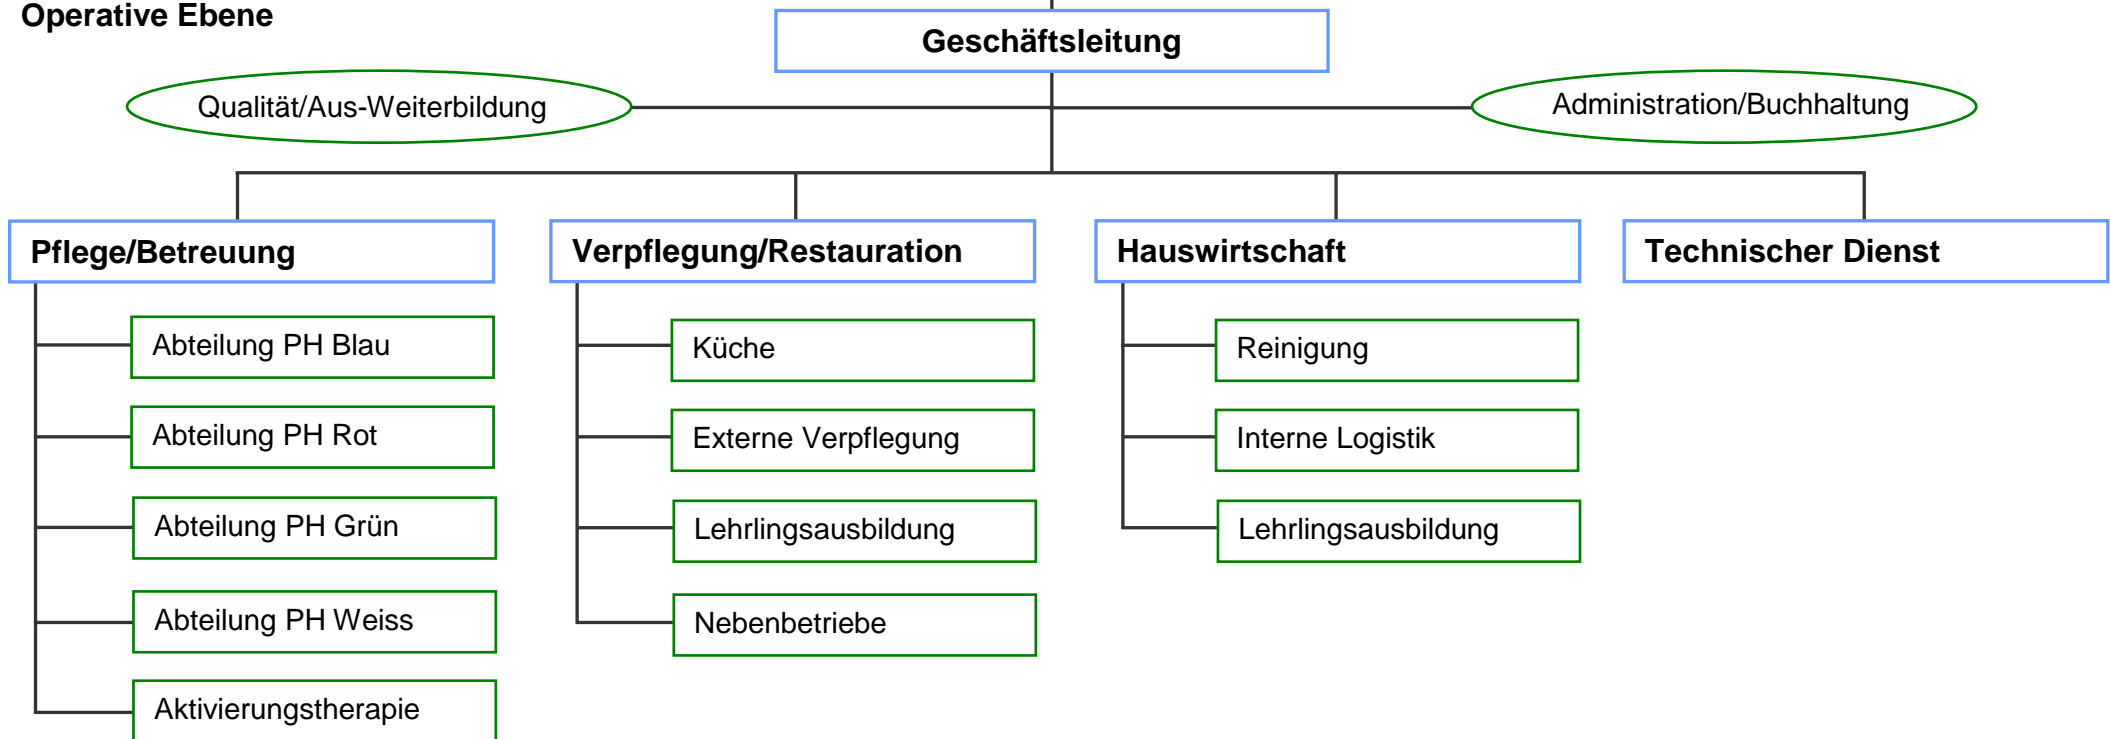 Operative Ebene
Geschäftsleitung
Qualität/Aus-Weiterbildung
Administration/Buchhaltung
Pflege/Betreuung
Verpflegung/Restauration
Hauswirtschaft
Technischer Dienst
Abteilung PH Blau
Abteilung PH Rot
Abteilung PH Grün
Abteilung PH Weiss
Aktivierungstherapie
Küche
Externe Verpflegung
Lehrlingsausbildung
Nebenbetriebe
Reinigung
Interne Logistik
Lehrlingsausbildung